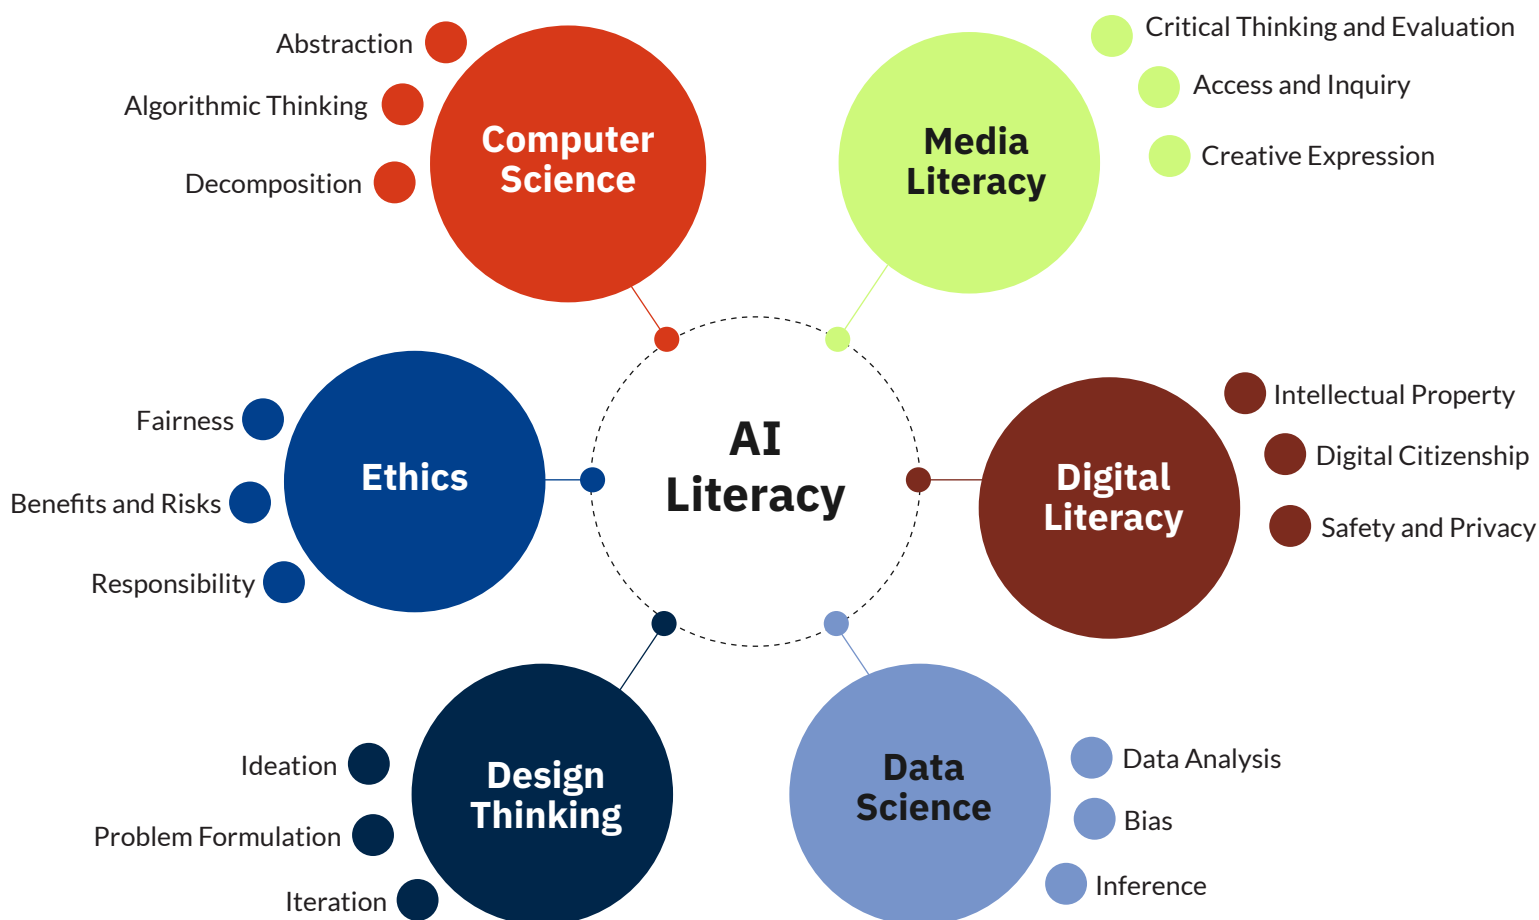 Abstraction
Algorithmic Thinking
Decomposition
Computer
Science
Media
Literacy
Critical Thinking and Evaluation
Access and Inquiry
Creative Expression
Fairness
Benefits and Risks
Responsibility
Ethics
AI
Literacy
Digital
Literacy
Intellectual Property
Digital Citizenship
Safety and Privacy
Ideation
Problem Formulation
Iteration
Design
Thinking
Data
Science
Data Analysis
Bias
Inference